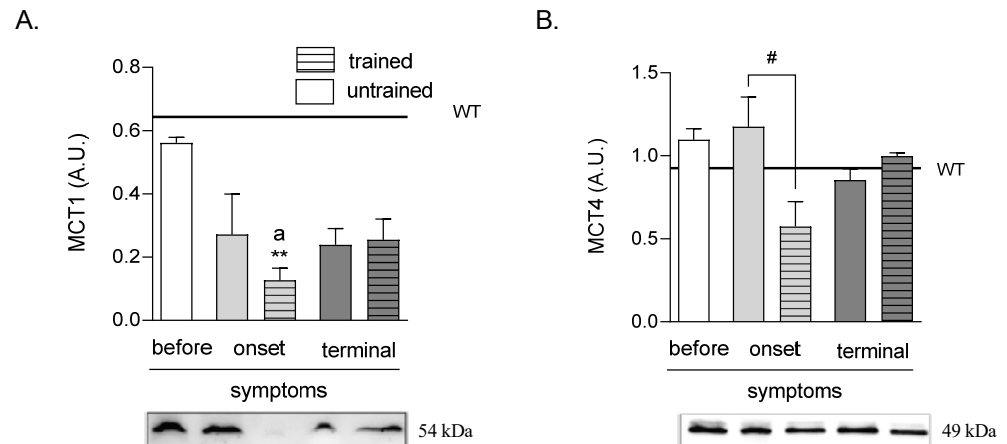 A.
trained
untrained
WT
MCT1 (A.U.)
0.8
0.6
0.4
0.2
0.0
a
**
before onset terminal
symptoms
54 kDa
B.
#
WT
MCT4 (A.U.)
1.5
1.0
0.5
0.0
before onset terminal
symptoms
49 kDa